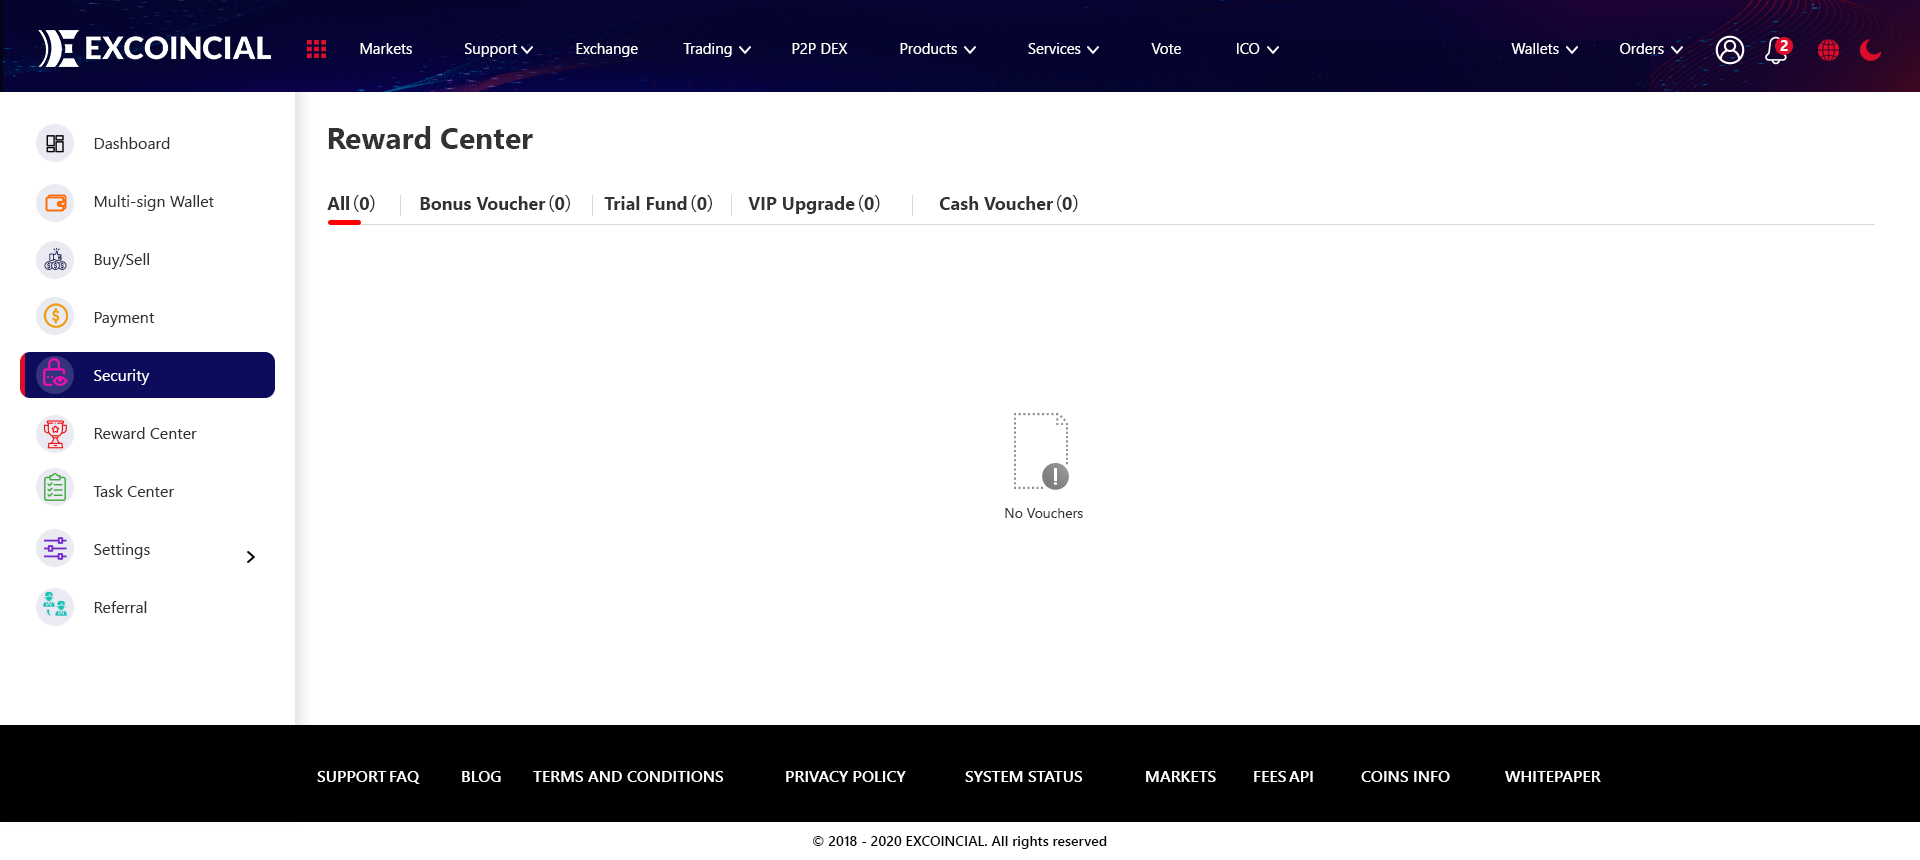 EXCOINCIAL Markets Support Exchange Trading P2P DEX Products Services Vote ICO Wallets Orders 2
Dashboard
Multi-sign Wallet
Buy/Sell
Payment
Security
Reward Center
Task Center
Settings
Referral
Reward Center
All (0) Bonus Voucher (0) Trial Fund (0) VIP Upgrade (0) Cash Voucher (0)
No Vouchers
SUPPORT FAQ BLOG TERMS AND CONDITIONS PRIVACY POLICY SYSTEM STATUS MARKETS FEES API COINS INFO WHITEPAPER
© 2018 - 2020 EXCOINCIAL. All rights reserved